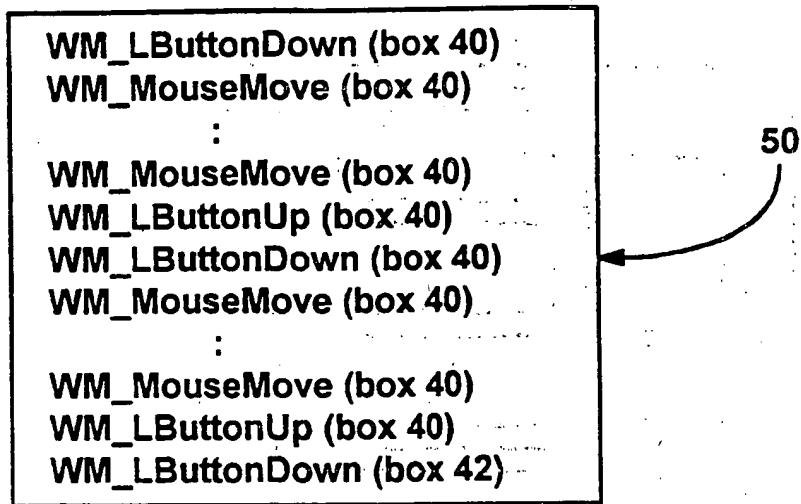 WM_LButtonDown (box 40)
WM_MouseMove (box 40)
:
WM_MouseMove (box 40)
WM_LButtonUp (box 40)
WM_LButtonDown (box 40)
WM_MouseMove (box 40)
:
WM_MouseMove (box 40)
WM_LButtonUp (box 40)
WM_LButtonDown (box 42)
50